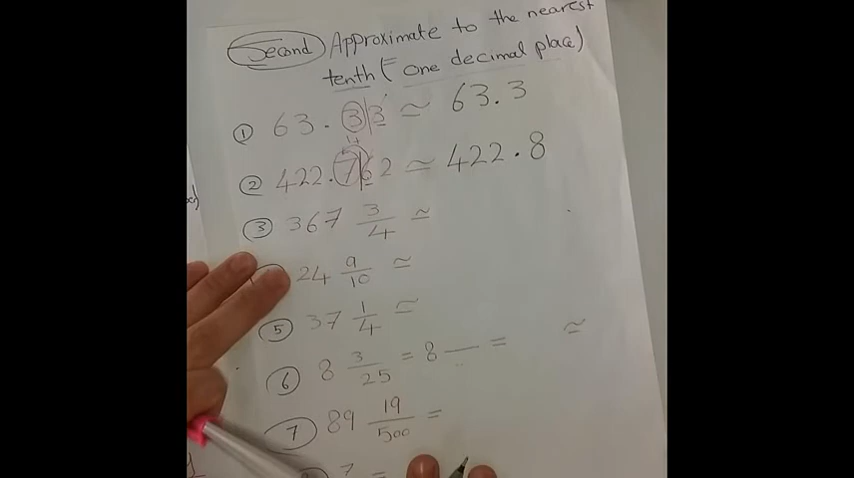 Second Approximate to the nearest
tenth (= one decimal place)
① 63.33 ≃ 63.3
1+
② 422.762 ≃ 422.8
③ 367 3/4 ≃
24 9/10 ≃
⑤ 37 1/4 ≃
⑥ 8 3/25 = 8 — = ≃
⑦ 89 19/500 =
7 =